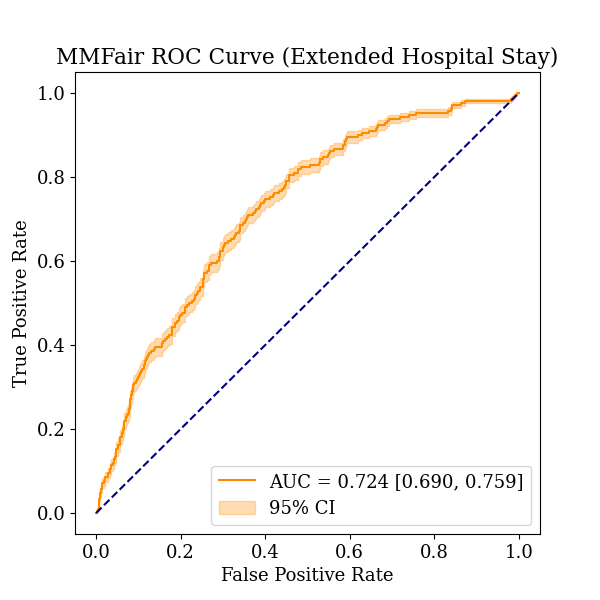 MMFair ROC Curve (Extended Hospital Stay)
True Positive Rate
1.0
0.8
0.6
0.4
0.2
0.0
AUC = 0.724 [0.690, 0.759]
95% CI
0.0 0.2 0.4 0.6 0.8 1.0
False Positive Rate